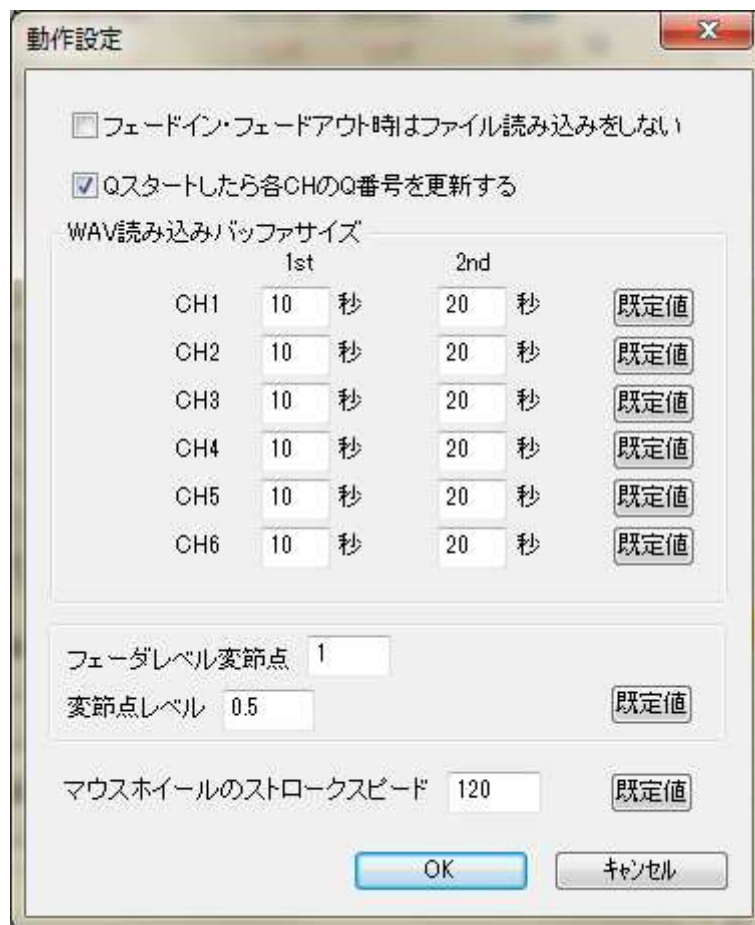 動作設定
フェードイン・フェードアウト時はファイル読み込みをしない
Qスタートしたら各CHのQ番号を更新する
WAV読み込みバッファサイズ
1st 2nd
CH1 10 秒 20 秒 既定値
CH2 10 秒 20 秒 既定値
CH3 10 秒 20 秒 既定値
CH4 10 秒 20 秒 既定値
CH5 10 秒 20 秒 既定値
CH6 10 秒 20 秒 既定値
フェーダレベル変節点 1
変節点レベル 0.5 既定値
マウスホイールのストロークスピード 120 既定値
OK キャンセル